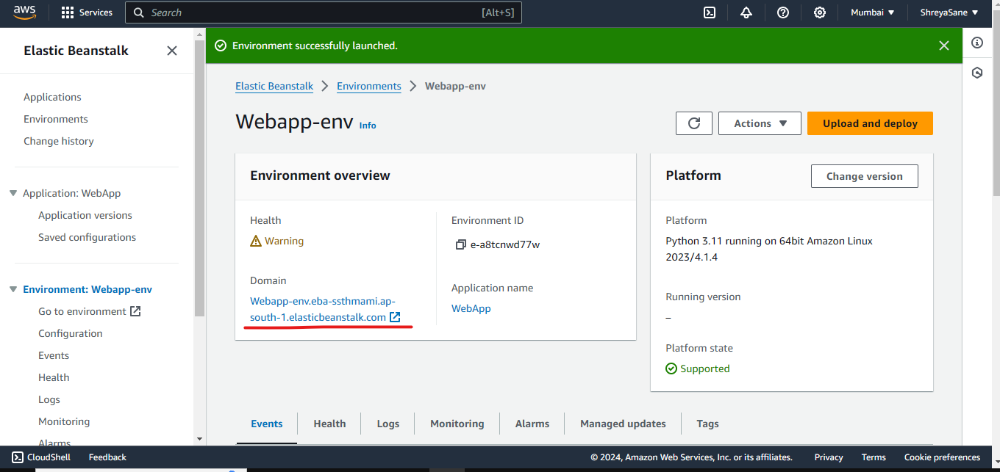 aws
Services
Search
[Alt+S]
Mumbai
ShreyaSane
Elastic Beanstalk
Applications
Environments
Change history
Application: WebApp
Application versions
Saved configurations
Environment: Webapp-env
Go to environment
Configuration
Events
Health
Logs
Monitoring
Alarms
Environment successfully launched.
Elastic Beanstalk
Environments
Webapp-env
Webapp-env Info
Actions
Upload and deploy
Environment overview
Health
Warning
Domain
Webapp-env.eba-ssthmami.ap-
south-1.elasticbeanstalk.com
Environment ID
e-a8tcnwd77w
Application name
WebApp
Platform
Change version
Platform
Python 3.11 running on 64bit Amazon Linux
2023/4.1.4
Running version
–
Platform state
Supported
Events
Health
Logs
Monitoring
Alarms
Managed updates
Tags
CloudShell
Feedback
© 2024, Amazon Web Services, Inc. or its affiliates.
Privacy
Terms
Cookie preferences